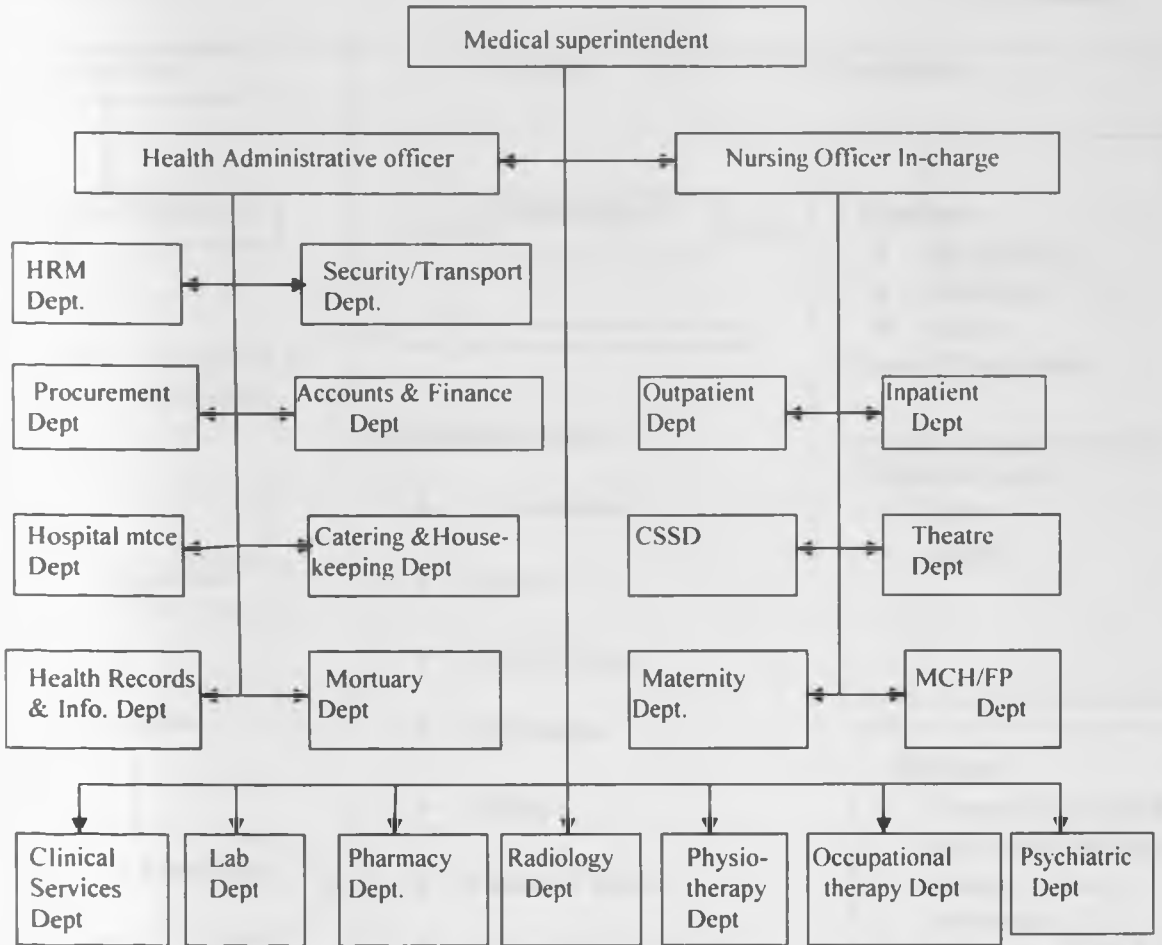 Medical superintendent
Health Administrative officer
Nursing Officer In-charge
HRM
Dept.
Security/Transport
Dept.
Procurement
Dept
Accounts & Finance
Dept
Outpatient
Dept
Inpatient
Dept
Hospital mtce
Dept
Catering &House-
keeping Dept
CSSD
Theatre
Dept
Health Records
& Info. Dept
Mortuary
Dept
Maternity
Dept.
MCH/FP
Dept
Clinical
Services
Dept
Lab
Dept
Pharmacy
Dept.
Radiology
Dept
Physio-
therapy
Dept
Occupational
therapy Dept
Psychiatric
Dept